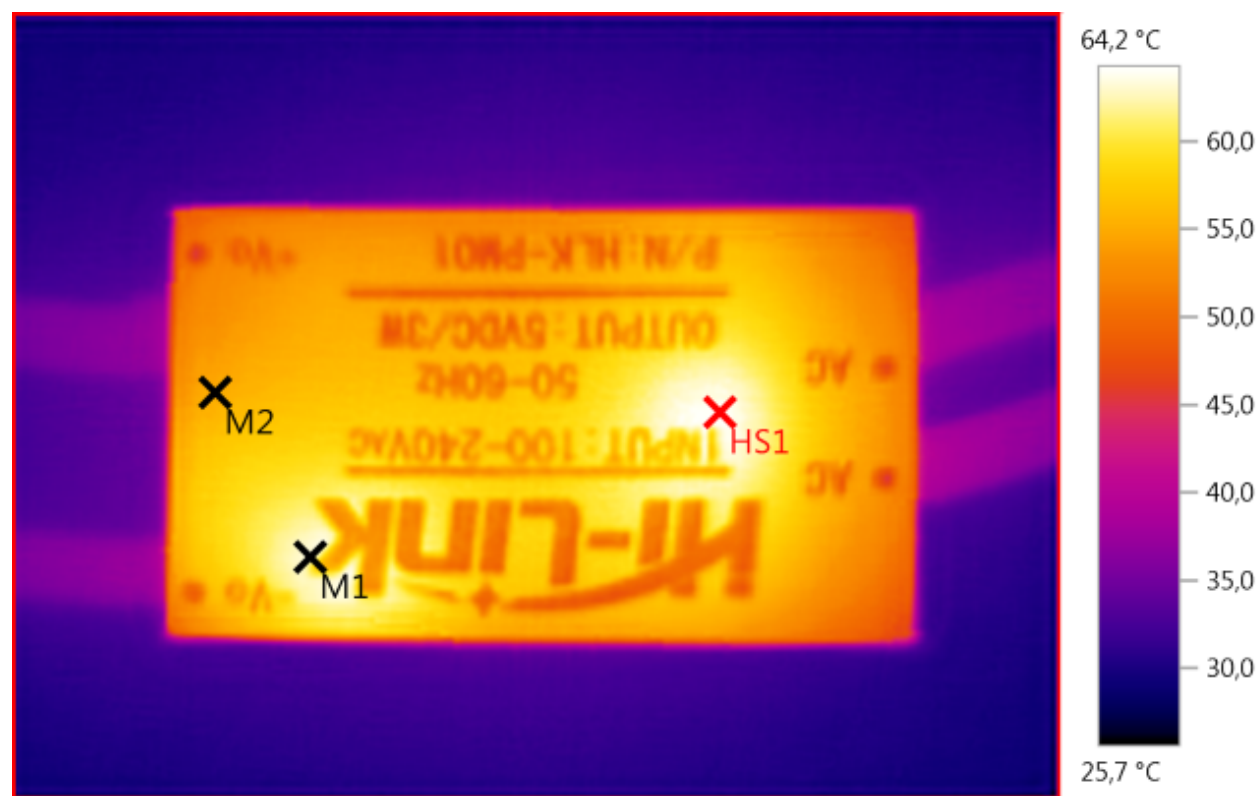 64,2 °C
60,0
55,0
50,0
45,0
40,0
35,0
30,0
25,7 °C
M2
HS1
M1
Hi-Link
INPUT:100-240VAC
50-60Hz
OUTPUT:5VDC/3W
P/N:HLK-PM01
AC
AC
-Vo
+Vo